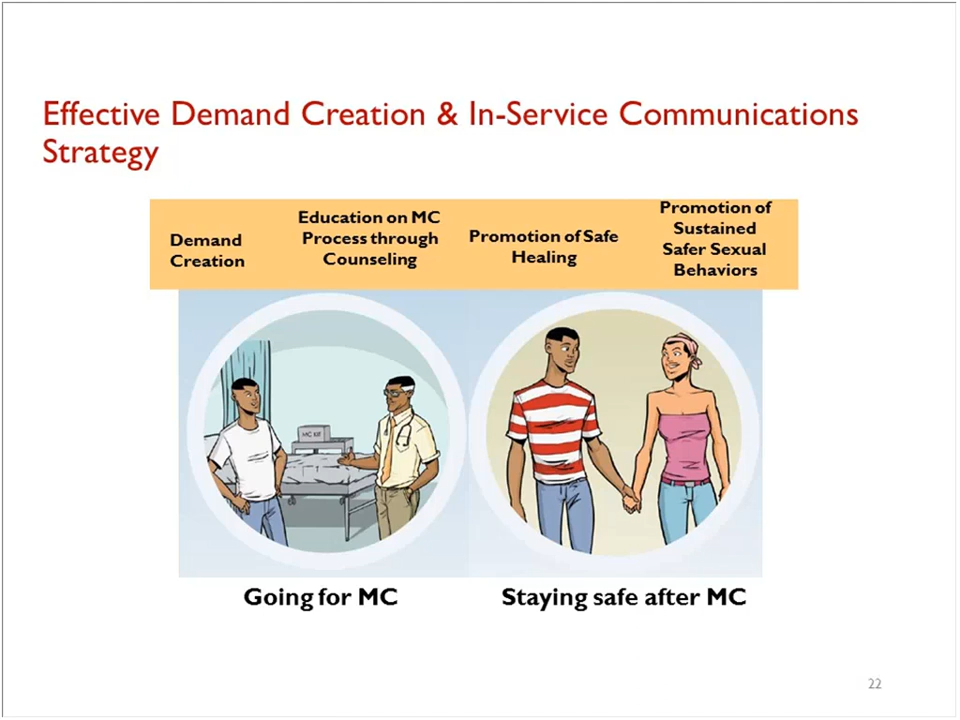 Effective Demand Creation & In-Service Communications
Strategy
Demand
Creation
Education on MC
Process through
Counseling
Promotion of Safe
Healing
Promotion of
Sustained
Safer Sexual
Behaviors
MC KIT
Going for MC
Staying safe after MC
22